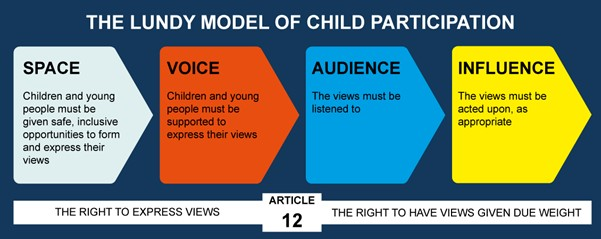 THE LUNDY MODEL OF CHILD PARTICIPATION
SPACE
Children and young
people must be
given safe, inclusive
opportunities to form
and express their
views
VOICE
Children and young
people must be
supported to
express their views
AUDIENCE
The views must be
listened to
INFLUENCE
The views must be
acted upon, as
appropriate
THE RIGHT TO EXPRESS VIEWS
ARTICLE
12
THE RIGHT TO HAVE VIEWS GIVEN DUE WEIGHT